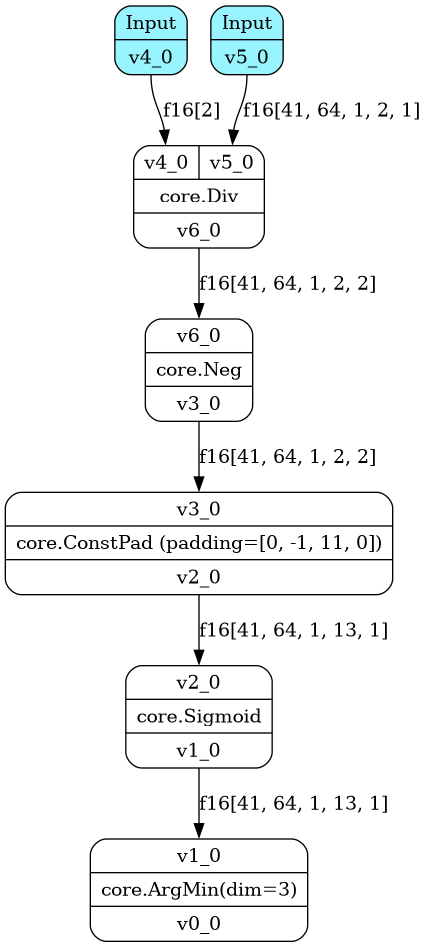 Input
v4_0
Input
v5_0
f16[2]
f16[41, 64, 1, 2, 1]
v4_0
v5_0
core.Div
v6_0
f16[41, 64, 1, 2, 2]
v6_0
core.Neg
v3_0
f16[41, 64, 1, 2, 2]
v3_0
core.ConstPad (padding=[0, -1, 11, 0])
v2_0
f16[41, 64, 1, 13, 1]
v2_0
core.Sigmoid
v1_0
f16[41, 64, 1, 13, 1]
v1_0
core.ArgMin(dim=3)
v0_0